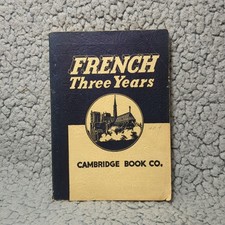 FRENCH
Three Years
CAMBRIDGE BOOK CO.